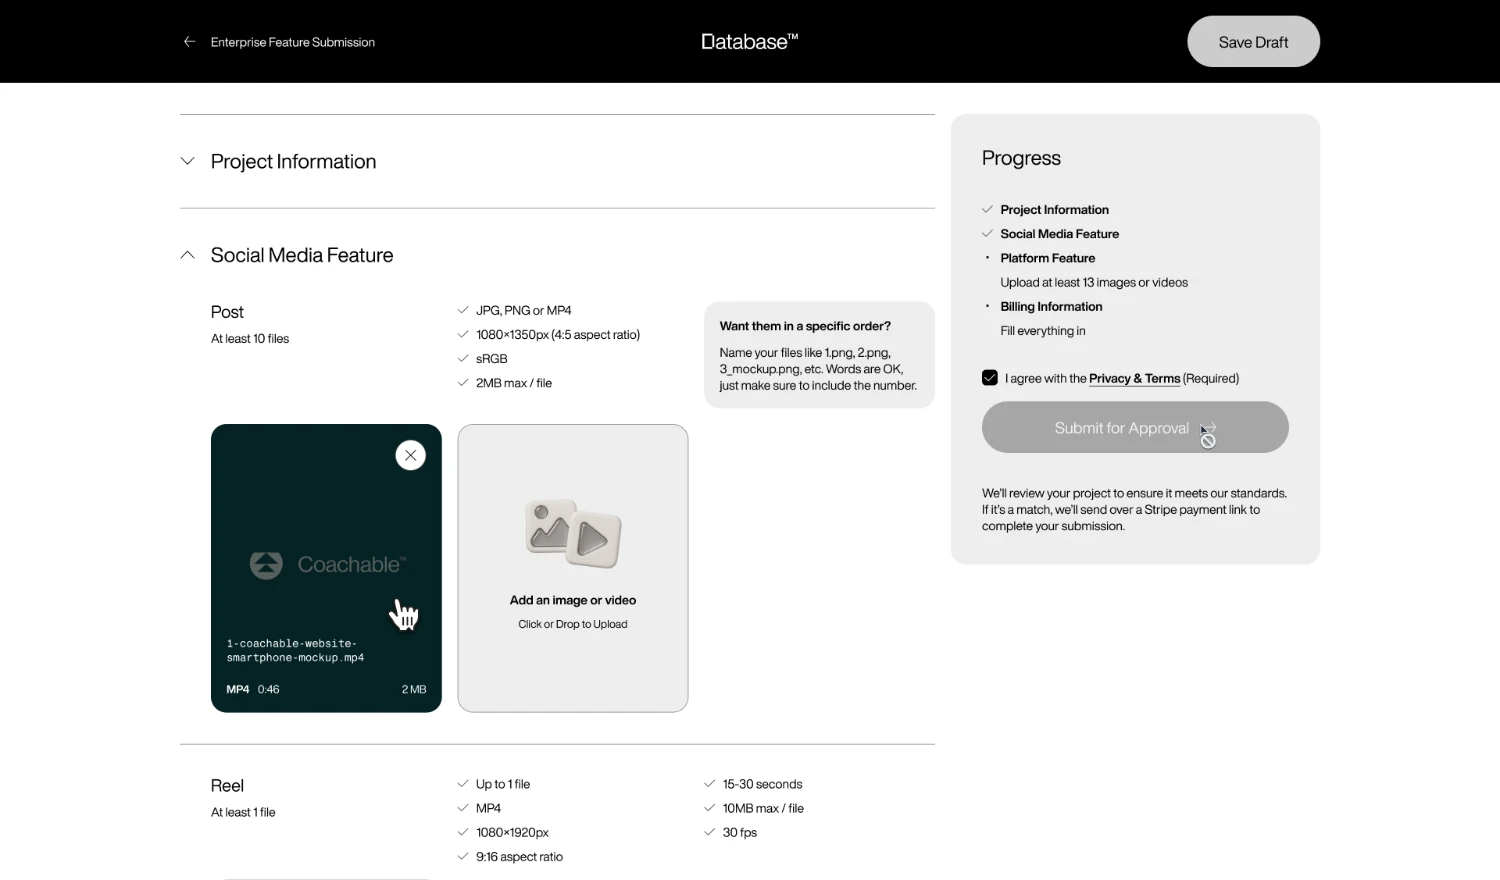 Enterprise Feature Submission
Database™
Save Draft
Project Information
Social Media Feature
Post
At least 10 files
JPG, PNG or MP4
1080×1350px (4:5 aspect ratio)
sRGB
2MB max / file
Want them in a specific order?
Name your files like 1.png, 2.png,
3_mockup.png, etc. Words are OK,
just make sure to include the number.
Coachable™
1-coachable-website-
smartphone-mockup.mp4
MP4 0:46
2 MB
Add an image or video
Click or Drop to Upload
Reel
At least 1 file
Up to 1 file
MP4
1080×1920px
9:16 aspect ratio
15-30 seconds
10MB max / file
30 fps
Progress
Project Information
Social Media Feature
Platform Feature
Upload at least 13 images or videos
Billing Information
Fill everything in
I agree with the Privacy & Terms (Required)
Submit for Approval
We'll review your project to ensure it meets our standards.
If it's a match, we'll send over a Stripe payment link to
complete your submission.